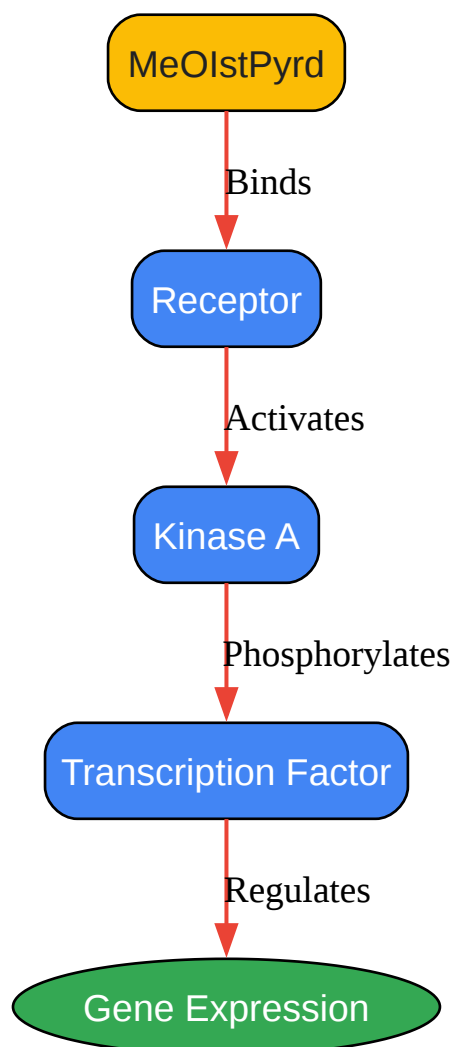 MeOIstPyrd
Binds
Receptor
Activates
Kinase A
Phosphorylates
Transcription Factor
Regulates
Gene Expression